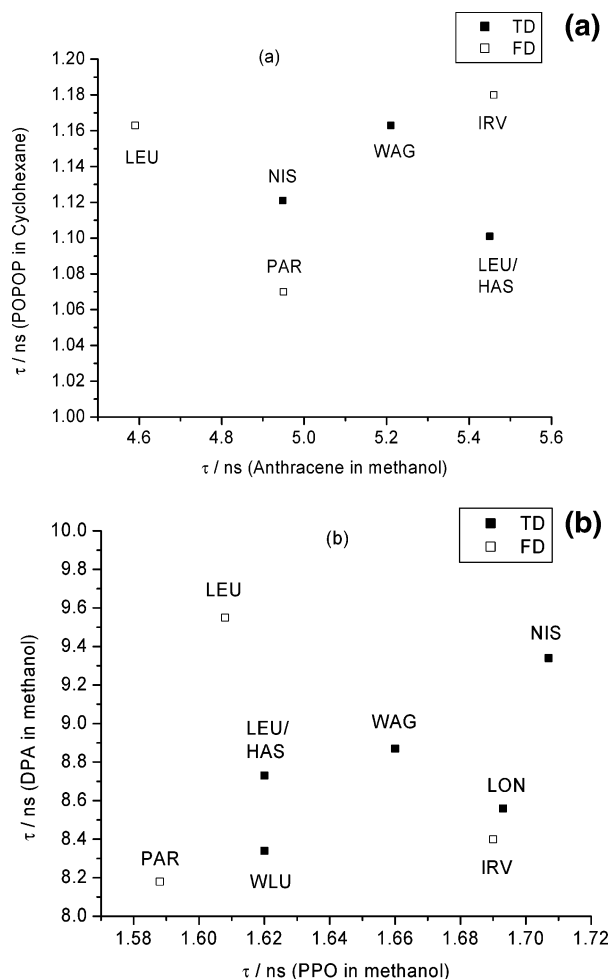 TD
FD
(a)
(a)
1.20
1.18
1.16
1.14
1.12
1.10
1.08
1.06
1.04
1.02
1.00
τ / ns (POPOP in Cyclohexane)
LEU
NIS
PAR
WAG
IRV
LEU/
HAS
4.6
4.8
5.0
5.2
5.4
5.6
τ / ns (Anthracene in methanol)
TD
FD
(b)
(b)
10.0
9.8
9.6
9.4
9.2
9.0
8.8
8.6
8.4
8.2
8.0
τ / ns (DPA in methanol)
LEU
NIS
LEU/
HAS
WAG
LON
PAR
WLU
IRV
1.58
1.60
1.62
1.64
1.66
1.68
1.70
1.72
τ / ns (PPO in methanol)